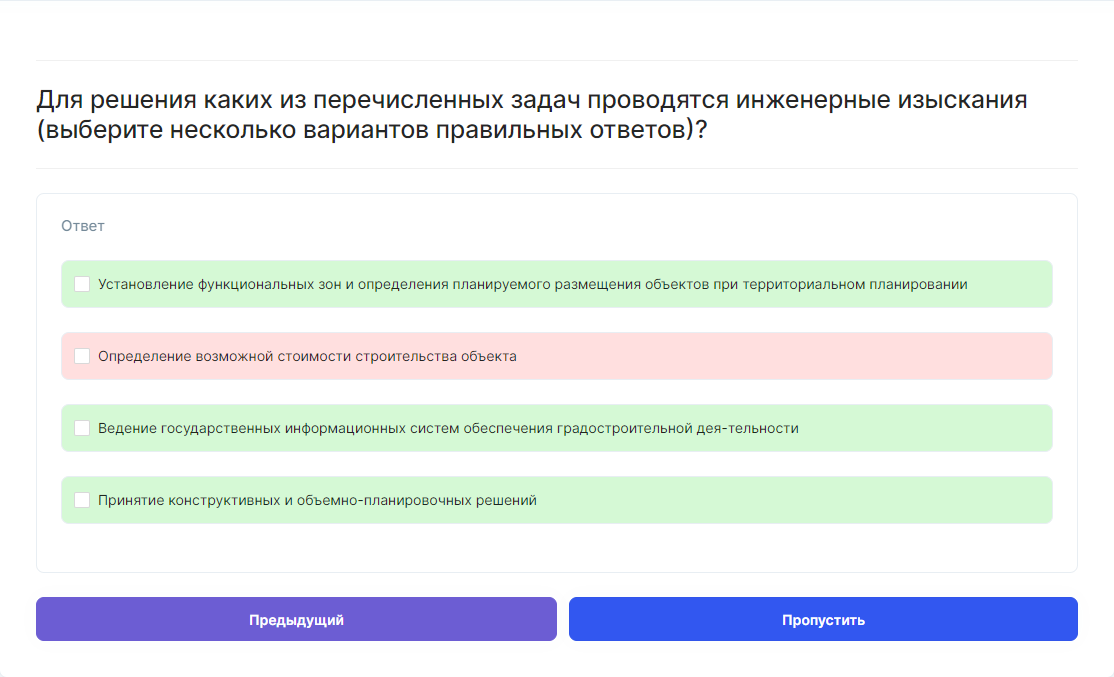 Для решения каких из перечисленных задач проводятся инженерные изыскания
(выберите несколько вариантов правильных ответов)?
Ответ
Установление функциональных зон и определения планируемого размещения объектов при территориальном планировании
Определение возможной стоимости строительства объекта
Ведение государственных информационных систем обеспечения градостроительной дея-тельности
Принятие конструктивных и объемно-планировочных решений
Предыдущий
Пропустить